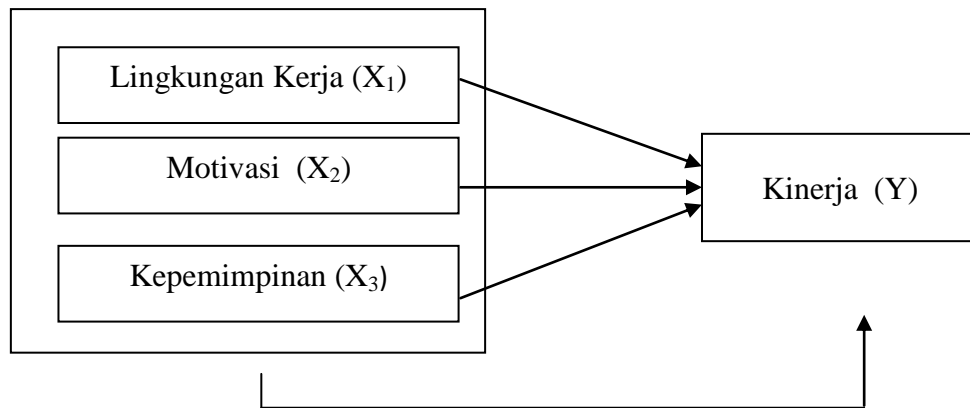 Lingkungan Kerja (X₁)
Motivasi (X₂)
Kepemimpinan (X₃)
Kinerja (Y)